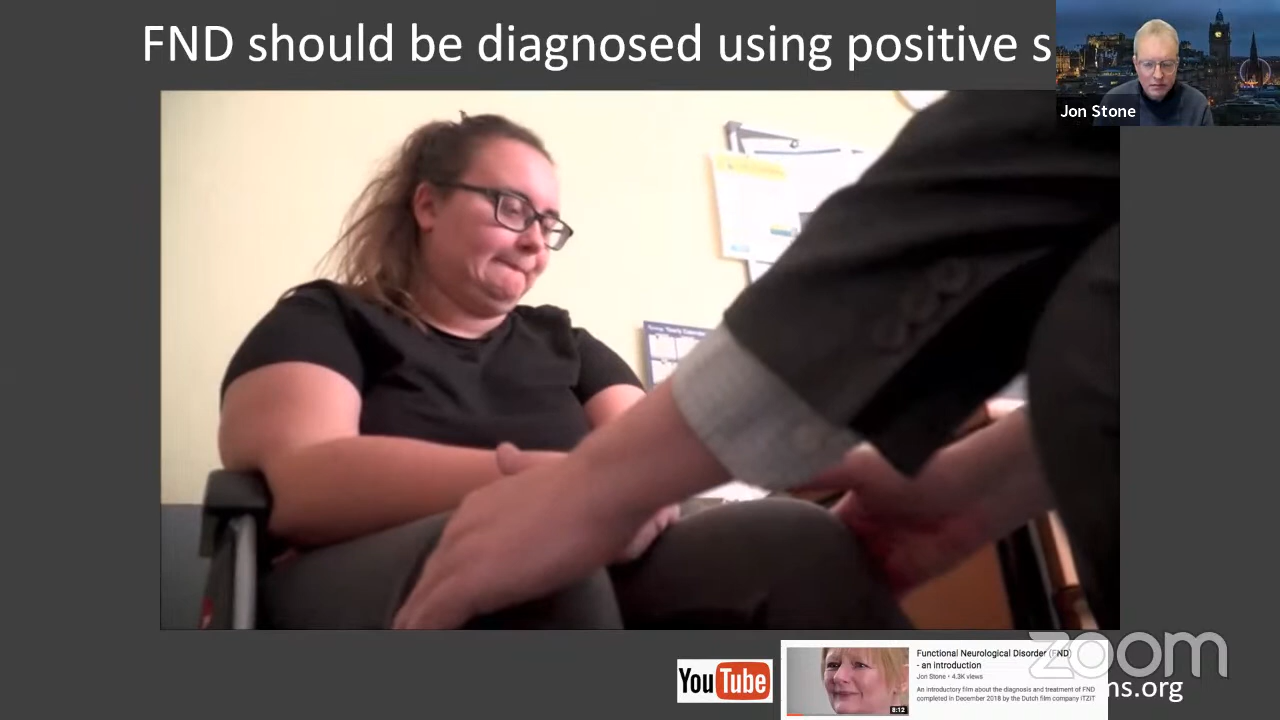 FND should be diagnosed using positive s
Jon Stone
YouTube
Functional Neurological Disorder (FND)
- an introduction
Jon Stone • 4.3K views
An introductory film about the diagnosis and treatment of FND
completed in December 2018 by the Dutch film company ITZIT
8:12
zoom
ms.org